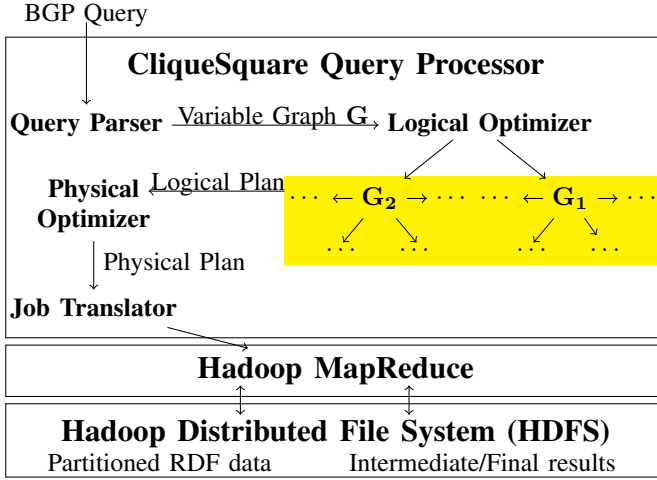 BGP Query
CliqueSquare Query Processor
Query Parser
Variable Graph G
Logical Optimizer
Physical
Optimizer
Logical Plan
··· G₂ ··· ··· G₁ ···
··· ··· ··· ···
Physical Plan
Job Translator
Hadoop MapReduce
Hadoop Distributed File System (HDFS)
Partitioned RDF data
Intermediate/Final results